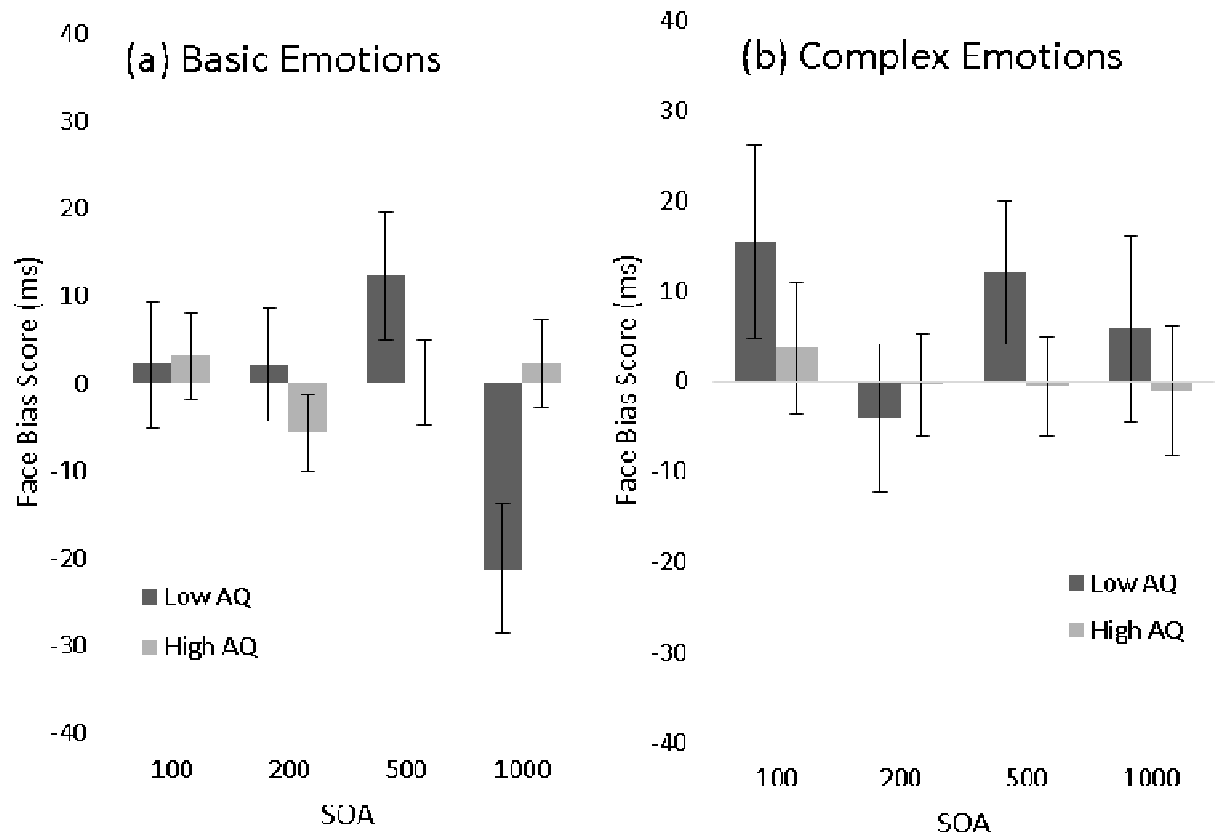 (a) Basic Emotions
40
30
20
10
0
-10
-20
-30
-40
Face Bias Score (ms)
Low AQ
High AQ
100 200 500 1000
SOA
(b) Complex Emotions
40
30
20
10
0
-10
-20
-30
-40
Face Bias Score (ms)
Low AQ
High AQ
100 200 500 1000
SOA